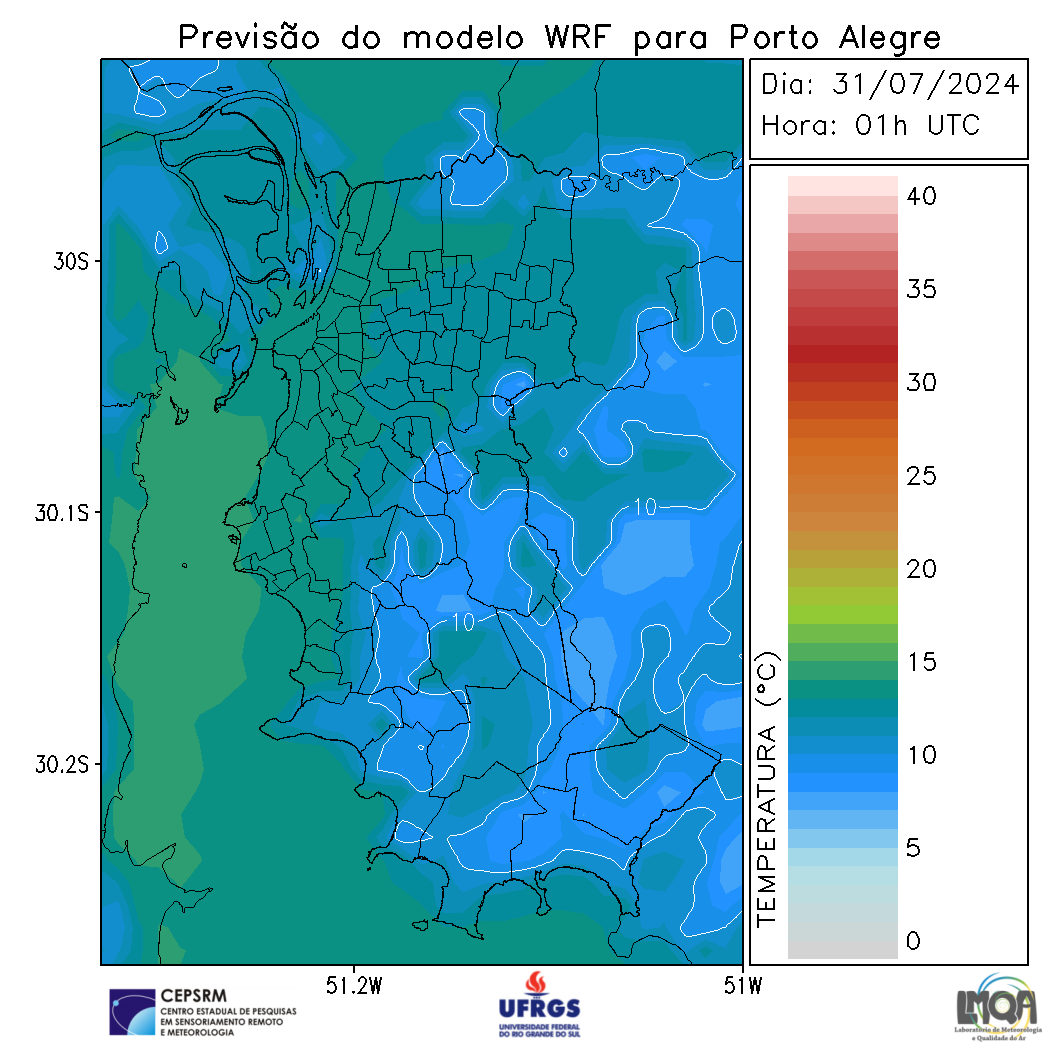 Previsão do modelo WRF para Porto Alegre
Dia: 31/07/2024
Hora: 01h UTC
40
35
30
25
20
15
10
5
0
TEMPERATURA (°C)
30S
30.1S
30.2S
10
10
51.2W
51W
CEPSRM
CENTRO ESTADUAL DE PESQUISAS
EM SENSORIAMENTO REMOTO
E METEOROLOGIA
UFRGS
UNIVERSIDADE FEDERAL
DO RIO GRANDE DO SUL
LMQA
Laboratório de Meteorologia
e Qualidade do Ar